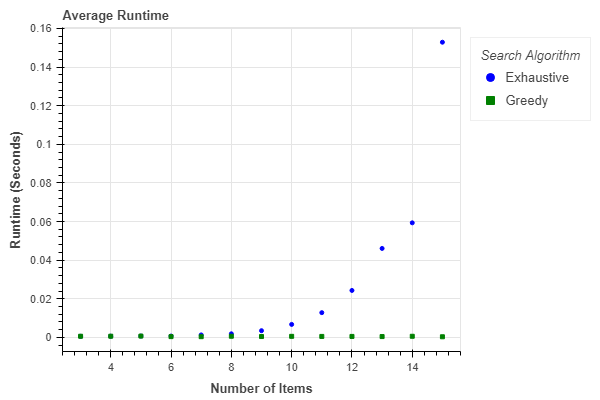 Average Runtime
0.16
0.14
0.12
0.1
0.08
0.06
0.04
0.02
0
Runtime (Seconds)
4 6 8 10 12 14
Number of Items
Search Algorithm
Exhaustive
Greedy